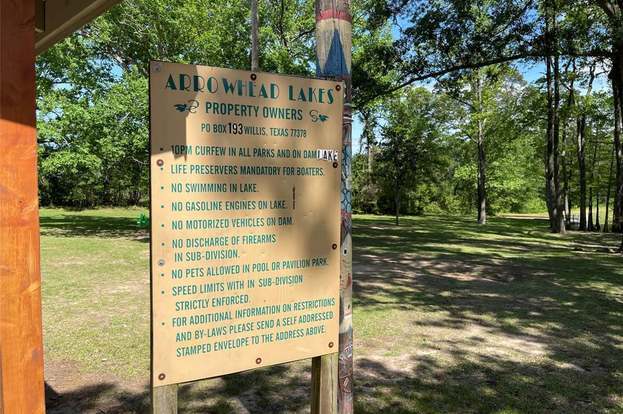 ARROWHEAD LAKES
PROPERTY OWNERS
PO BOX 193 WILLIS, TEXAS 77378
• 10PM CURFEW IN ALL PARKS AND ON DAM LAKE
• LIFE PRESERVERS MANDATORY FOR BOATERS.
• NO SWIMMING IN LAKE.
• NO GASOLINE ENGINES ON LAKE.
• NO MOTORIZED VEHICLES ON DAM.
• NO DISCHARGE OF FIREARMS
IN SUB-DIVISION.
• NO PETS ALLOWED IN POOL OR PAVILION PARK.
• SPEED LIMITS WITH IN SUB-DIVISION
STRICTLY ENFORCED.
• FOR ADDITIONAL INFORMATION ON RESTRICTIONS
AND BY-LAWS PLEASE SEND A SELF ADDRESSED
STAMPED ENVELOPE TO THE ADDRESS ABOVE.